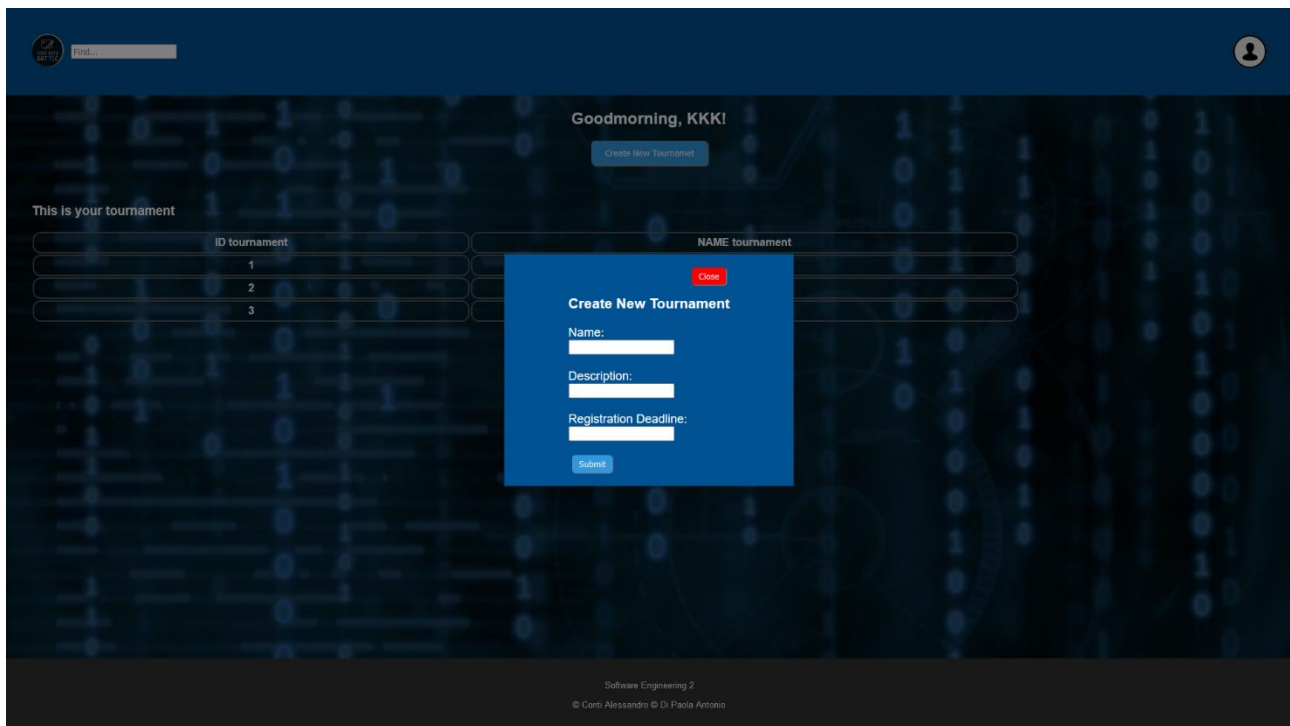 Find...
Goodmorning, KKK!
Create New Tournamet
This is your tournament
ID tournament
NAME tournament
1
2
3
Close
Create New Tournament
Name:
Description:
Registration Deadline:
Submit
Software Engineering 2
© Conti Alessandro © Di Paola Antonio